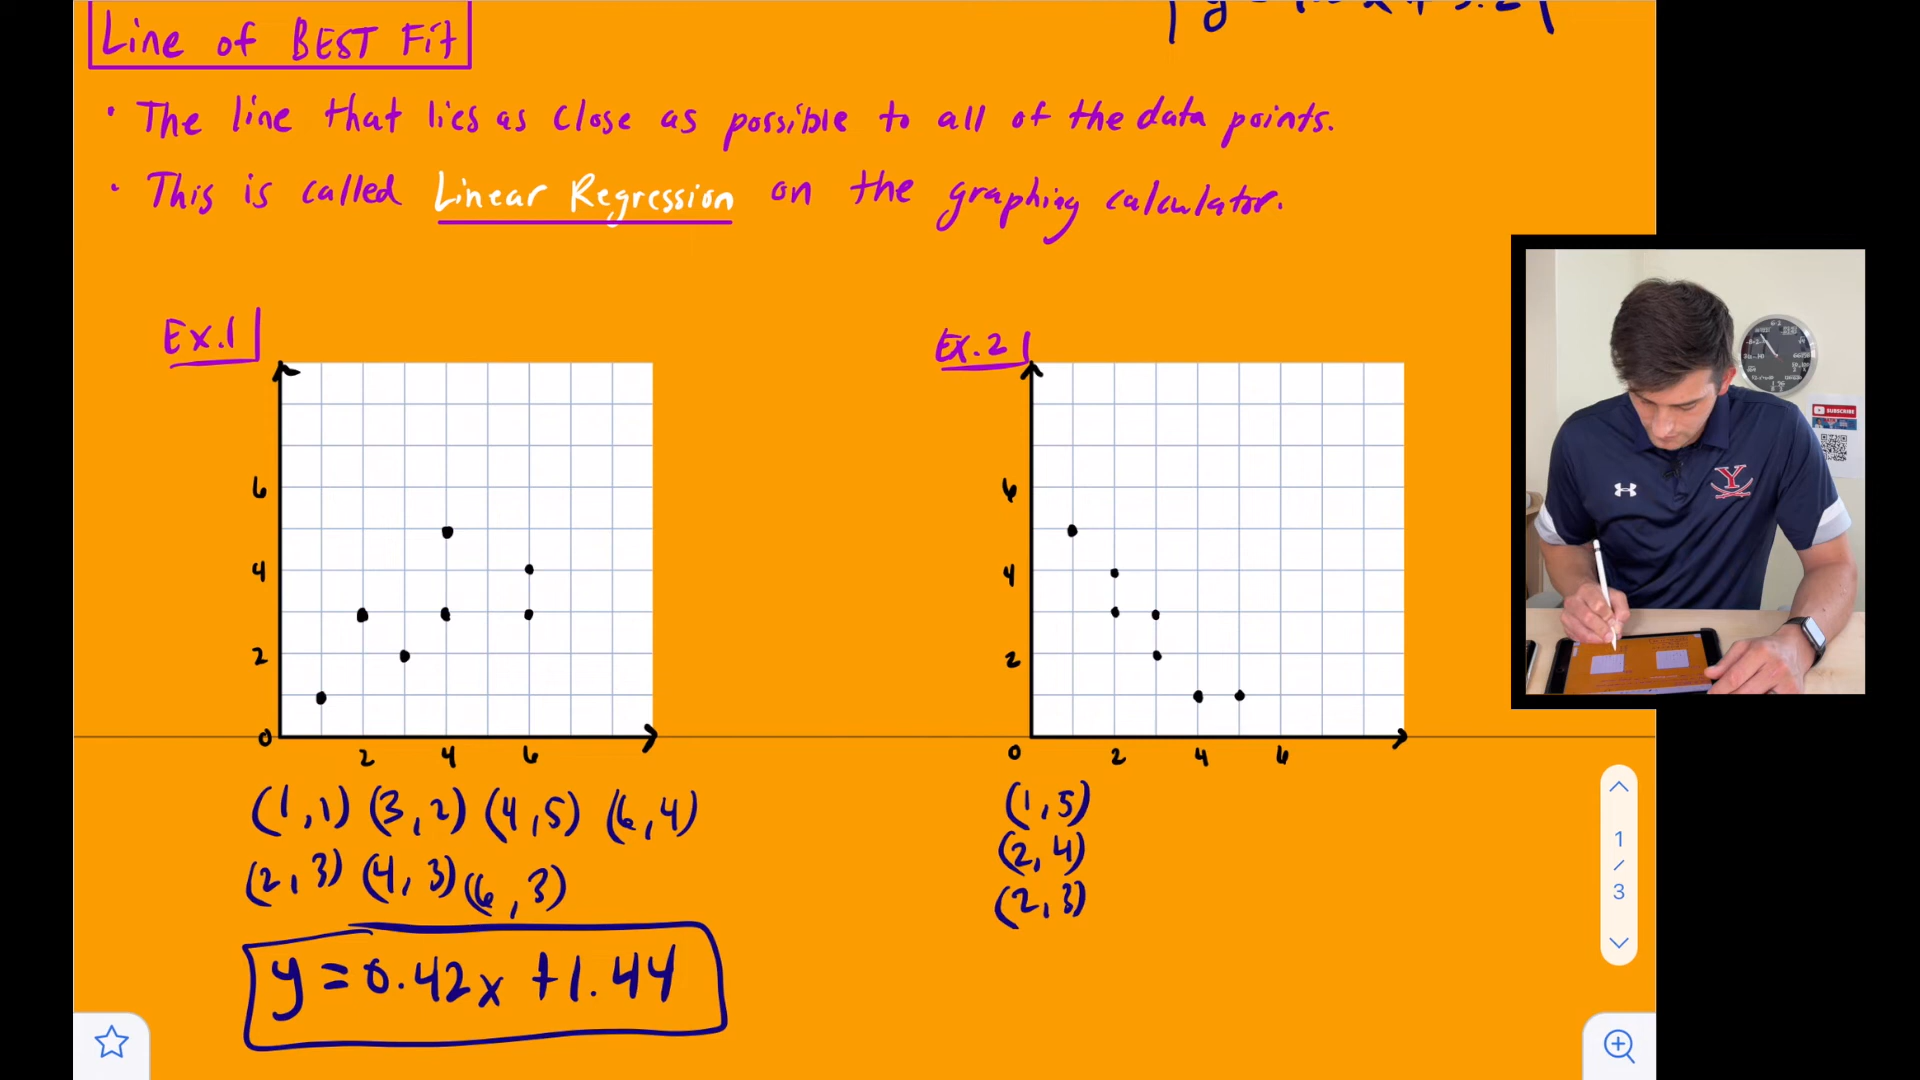 Line of BEST Fit
• The line that lies as close as possible to all of the data points.
• This is called Linear Regression on the graphing calculator.
Ex.1
6
4
2
0
2 4 6
(1,1) (3,2) (4,5) (6,4)
(2,3) (4,3) (6,3)
y = 0.42x + 1.44
Ex.2
6
4
2
0
2 4 6
(1,5)
(2,4)
(2,3)
SUBSCRIBE
Y
1
/
3